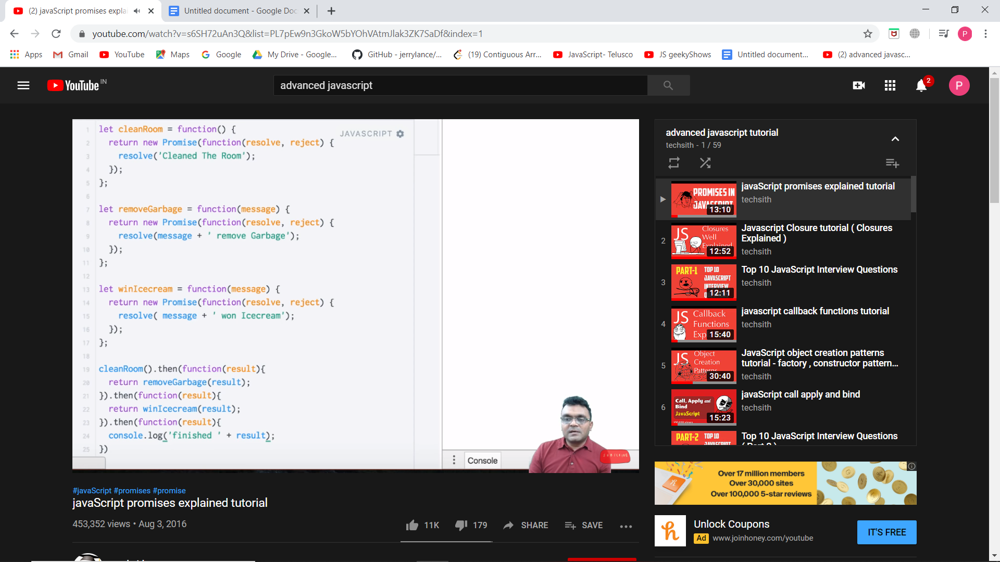 (2) javaScript promises expla
Untitled document - Google Doc
youtube.com/watch?v=s6SH72uAn3Q&list=PL7pEw9n3GkoW5bYOhVAtmJlak3ZK7SaDf&index=1
P
Apps
Gmail
YouTube
Maps
Google
My Drive - Google...
GitHub - jerrylance/...
(19) Contiguous Arr...
JavaScript- Telusco
JS geekyShows
Untitled document...
(2) advanced javasc...
YouTube IN
advanced javascript
2
P
JAVASCRIPT
1 let cleanRoom = function() {
2 return new Promise(function(resolve, reject) {
3 resolve('Cleaned The Room');
4 });
5 };
6
7 let removeGarbage = function(message) {
8 return new Promise(function(resolve, reject) {
9 resolve(message + ' remove Garbage');
10 });
11 };
12
13 let winIcecream = function(message) {
14 return new Promise(function(resolve, reject) {
15 resolve( message + ' won Icecream');
16 });
17 };
18
19 cleanRoom().then(function(result){
20 return removeGarbage(result);
21 }).then(function(result){
22 return winIcecream(result);
23 }).then(function(result){
24 console.log('finished ' + result);
25 })
Console
SUBSCRIBE
#javaScript #promises #promise
javaScript promises explained tutorial
453,352 views • Aug 3, 2016
11K
179
SHARE
SAVE
advanced javascript tutorial
techsith - 1 / 59
PROMISES IN
JAVASCRIPT
13:10
javaScript promises explained tutorial
techsith
2
JS
Closures
Well
Explained
12:52
Javascript Closure tutorial ( Closures
Explained )
techsith
3
PART-1
TOP 10
JAVASCRIPT
INTERVIEW
12:11
Top 10 JavaScript Interview Questions
techsith
4
JS
Callback
Functions
Exp
15:40
javascript callback functions tutorial
techsith
5
JS
Object
Creation
Patterns
30:40
JavaScript object creation patterns
tutorial - factory , constructor pattern...
techsith
6
Call, Apply and
Bind
JavaScript
15:23
javaScript call apply and bind
techsith
PART-2
TOP 10
JAVASCRIPT
Top 10 JavaScript Interview Questions
( Part 2 )
Over 17 million members
Over 30,000 sites
Over 100,000 5-star reviews
h
Unlock Coupons
Ad www.joinhoney.com/youtube
IT'S FREE